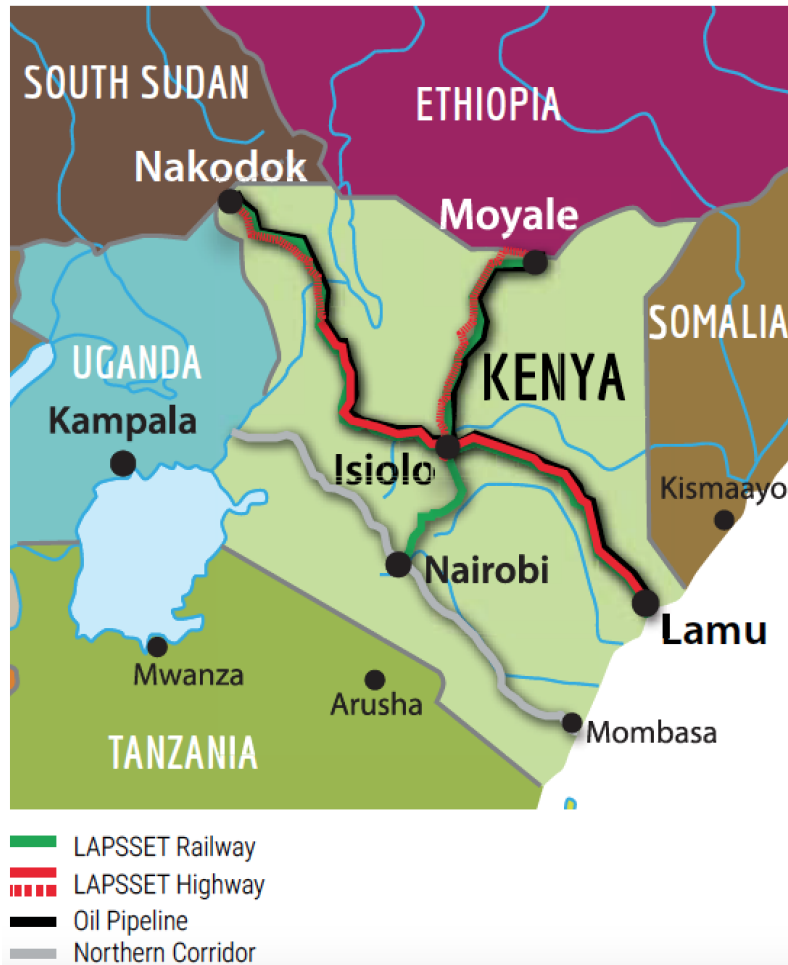 SOUTH SUDAN
ETHIOPIA
Nakodok
Moyale
SOMALIA
UGANDA
KENYA
Kampala
Isiolo
Kismaayo
Nairobi
Lamu
Mwanza
Arusha
Mombasa
TANZANIA
LAPSSET Railway
LAPSSET Highway
Oil Pipeline
Northern Corridor